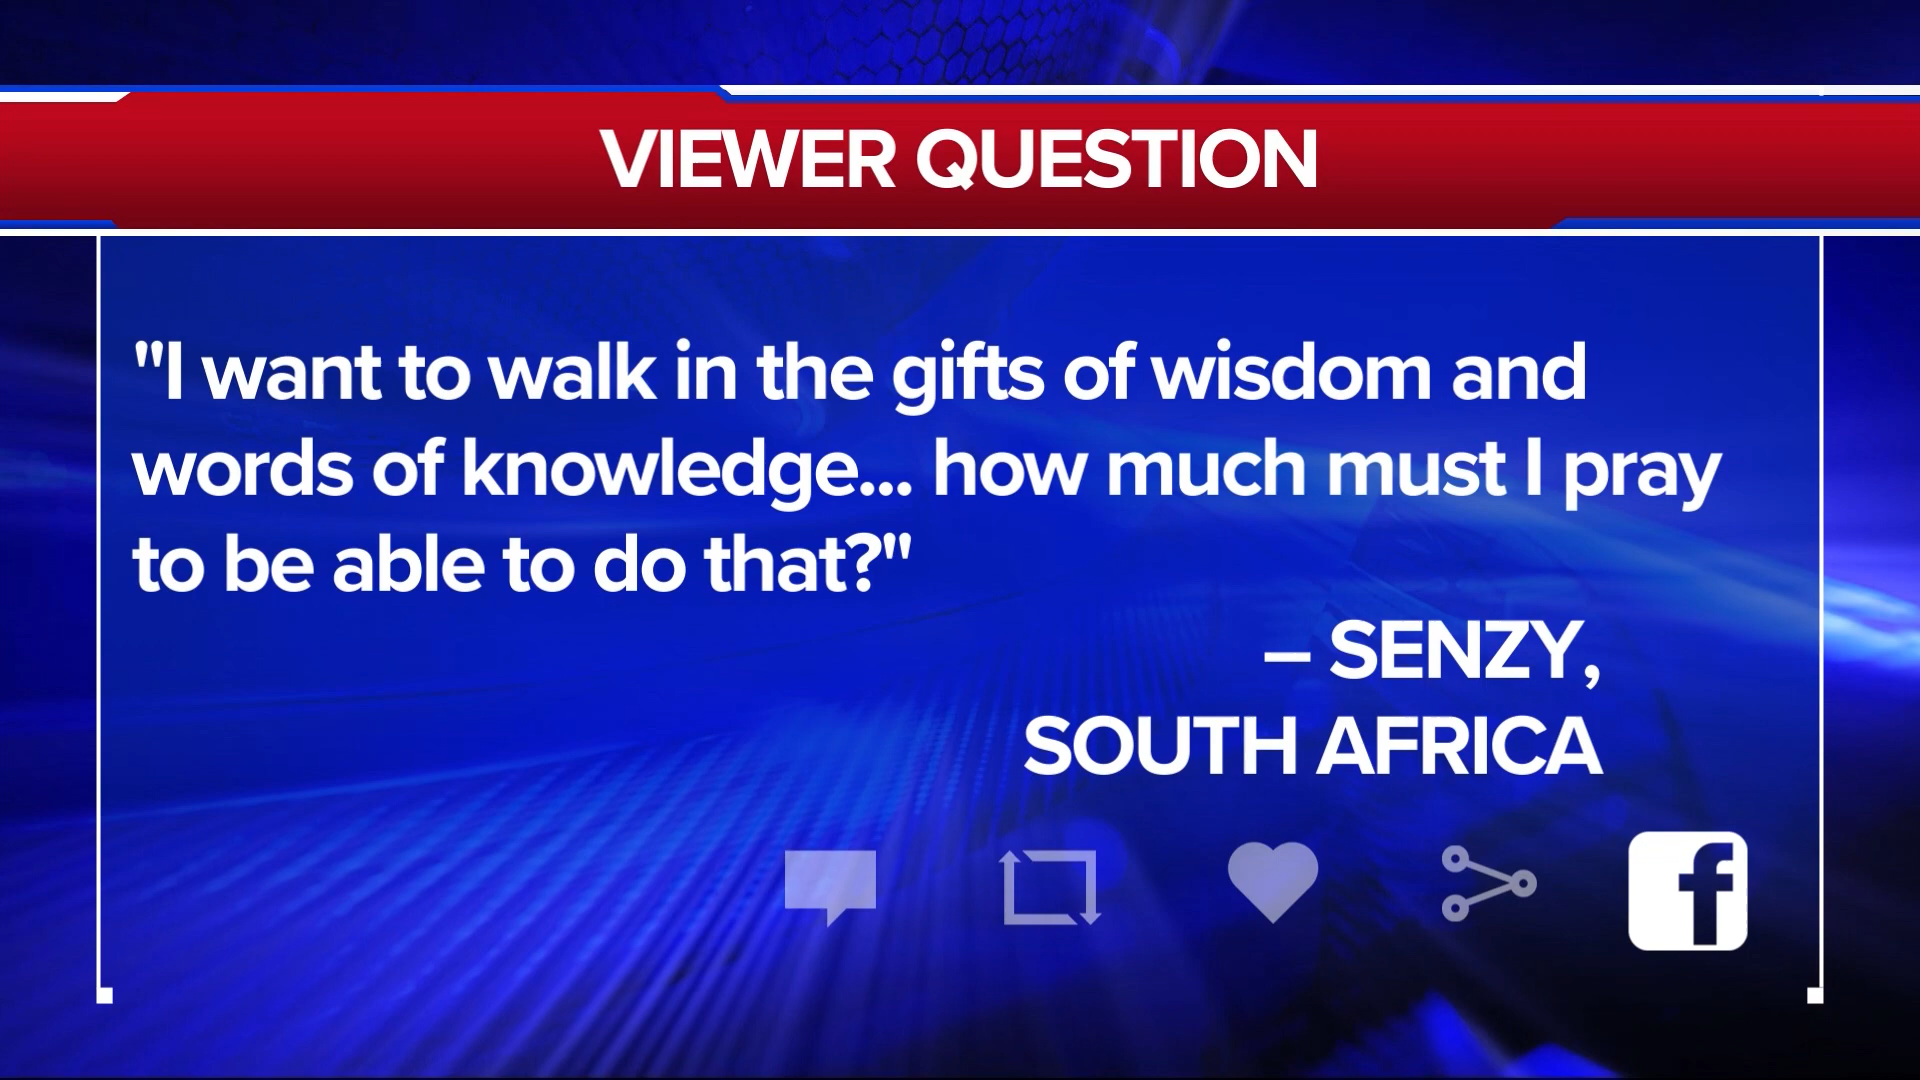 VIEWER QUESTION
"I want to walk in the gifts of wisdom and
words of knowledge... how much must I pray
to be able to do that?"
– SENZY,
SOUTH AFRICA
f